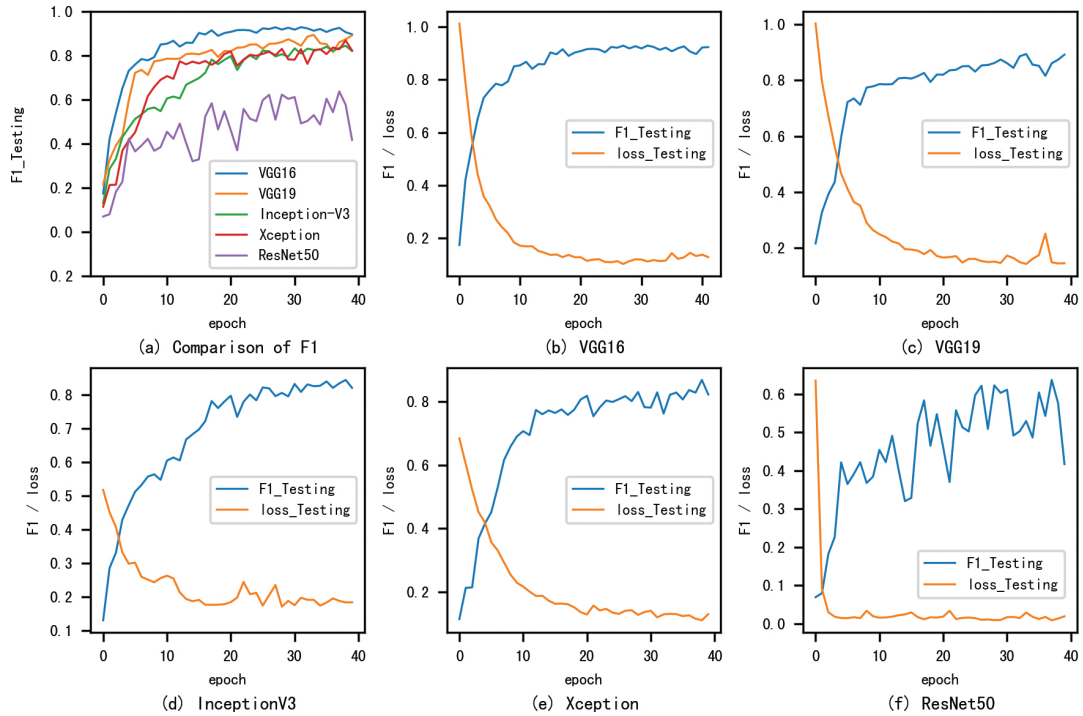 1.0
0.8
0.6
0.4
0.2
0.0
0.2
F1_Testing
VGG16
VGG19
Inception-V3
Xception
ResNet50
0 10 20 30 40
epoch
(a) Comparison of F1
1.0
0.8
0.6
0.4
0.2
F1 / loss
F1_Testing
loss_Testing
0 10 20 30 40
epoch
(b) VGG16
1.0
0.8
0.6
0.4
0.2
F1 / loss
F1_Testing
loss_Testing
0 10 20 30 40
epoch
(c) VGG19
0.8
0.7
0.6
0.5
0.4
0.3
0.2
0.1
F1 / loss
F1_Testing
loss_Testing
0 10 20 30 40
epoch
(d) InceptionV3
0.8
0.6
0.4
0.2
F1 / loss
F1_Testing
loss_Testing
0 10 20 30 40
epoch
(e) Xception
0.6
0.5
0.4
0.3
0.2
0.1
0.0
F1 / loss
F1_Testing
loss_Testing
0 10 20 30 40
epoch
(f) ResNet50